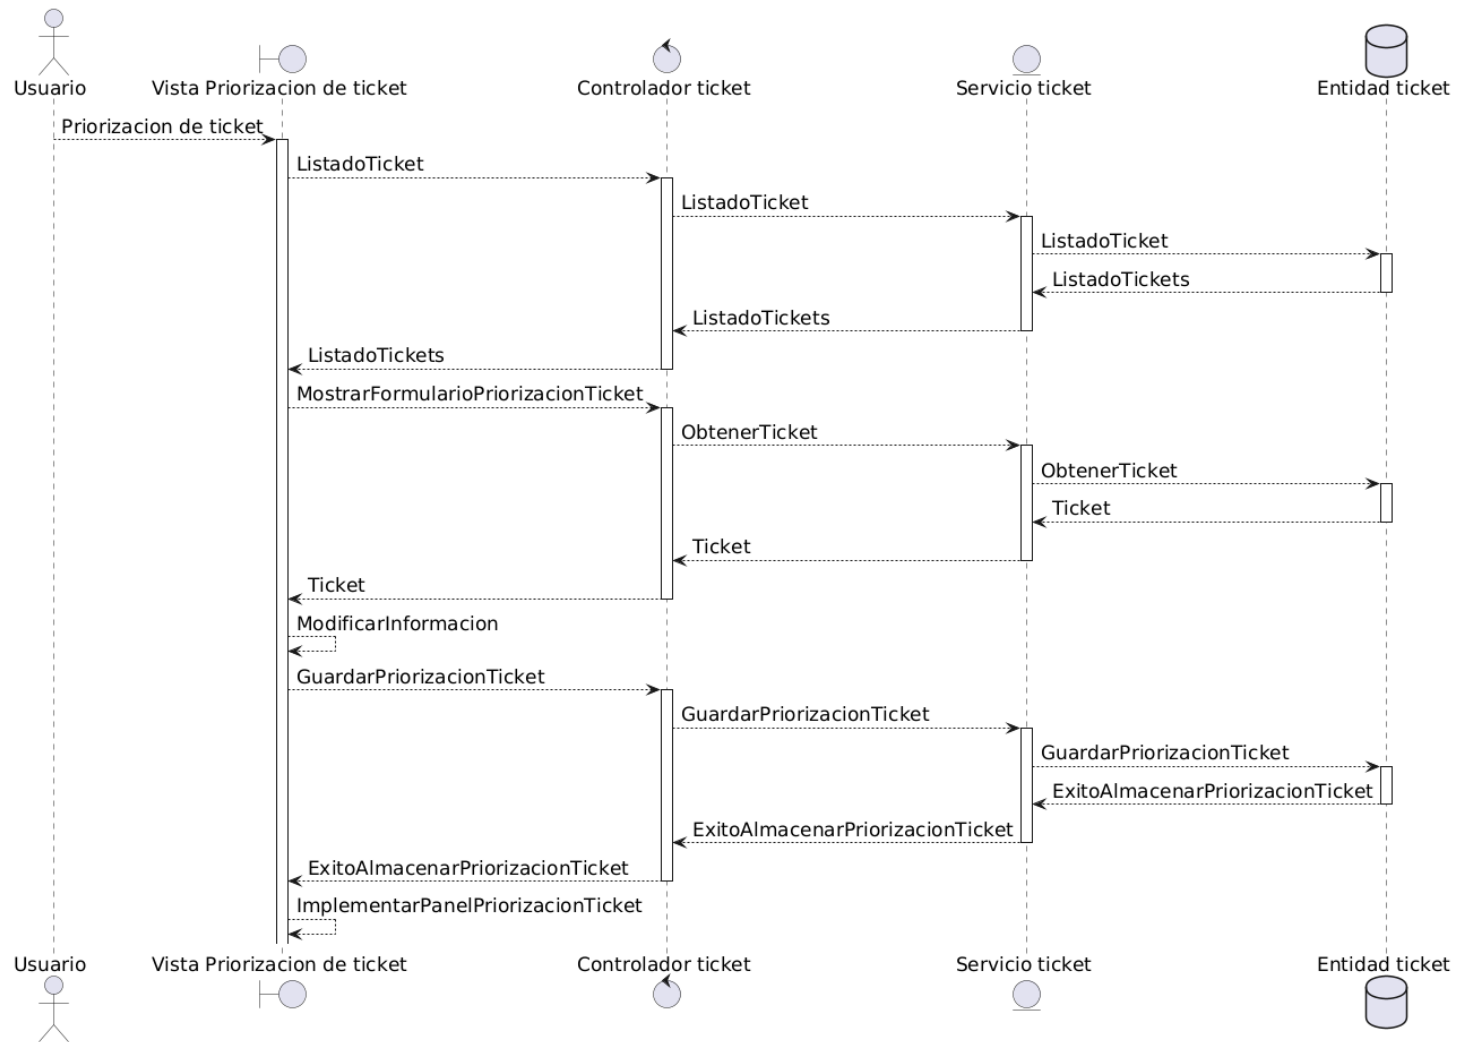 Usuario
Vista Priorizacion de ticket
Controlador ticket
Servicio ticket
Entidad ticket
Priorizacion de ticket
ListadoTicket
ListadoTicket
ListadoTicket
ListadoTickets
ListadoTickets
ListadoTickets
MostrarFormularioPriorizacionTicket
ObtenerTicket
ObtenerTicket
Ticket
Ticket
Ticket
ModificarInformacion
GuardarPriorizacionTicket
GuardarPriorizacionTicket
GuardarPriorizacionTicket
ExitoAlmacenarPriorizacionTicket
ExitoAlmacenarPriorizacionTicket
ExitoAlmacenarPriorizacionTicket
ImplementarPanelPriorizacionTicket
Usuario
Vista Priorizacion de ticket
Controlador ticket
Servicio ticket
Entidad ticket